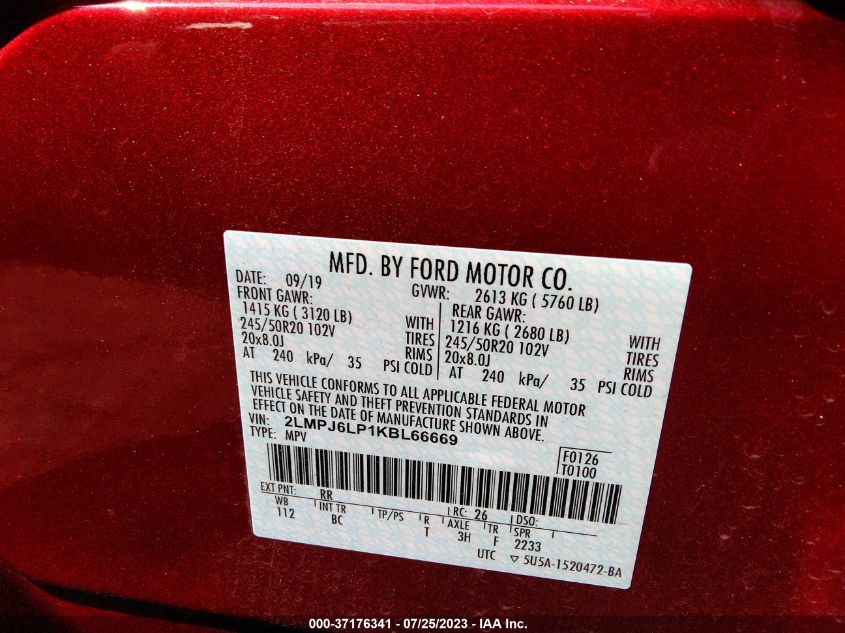 MFD. BY FORD MOTOR CO.
DATE: 09/19 GVWR: 2613 KG ( 5760 LB)
FRONT GAWR: REAR GAWR:
1415 KG ( 3120 LB) WITH 1216 KG ( 2680 LB) WITH
245/50R20 102V TIRES 245/50R20 102V TIRES
20x8.0J RIMS 20x8.0J RIMS
AT 240 kPa/ 35 PSI COLD AT 240 kPa/ 35 PSI COLD
THIS VEHICLE CONFORMS TO ALL APPLICABLE FEDERAL MOTOR
VEHICLE SAFETY AND THEFT PREVENTION STANDARDS IN
EFFECT ON THE DATE OF MANUFACTURE SHOWN ABOVE.
VIN: 2LMPJ6LP1KBL66669
TYPE: MPV
F0126
T0100
EXT PNT: RR RC: 26 DSO:
WB INT TR TP/PS R AXLE TR SPR
112 BC T 3H F 2233
UTC ▽ 5U5A-1520472-BA
000-37176341 / 07/25/2023 - IAA Inc.